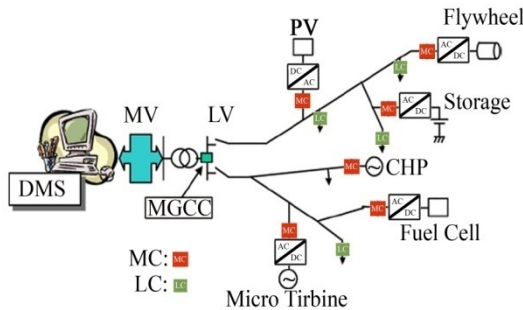 Flywheel
PV
AC
DC
MC
DC
AC
LC
MV
LV
MC
MC
AC
DC
Storage
LC
LC
MC
CHP
DMS
MGCC
MC
AC
DC
Fuel Cell
MC
MC: MC
AC
DC
LC
LC: LC
Micro Tirbine